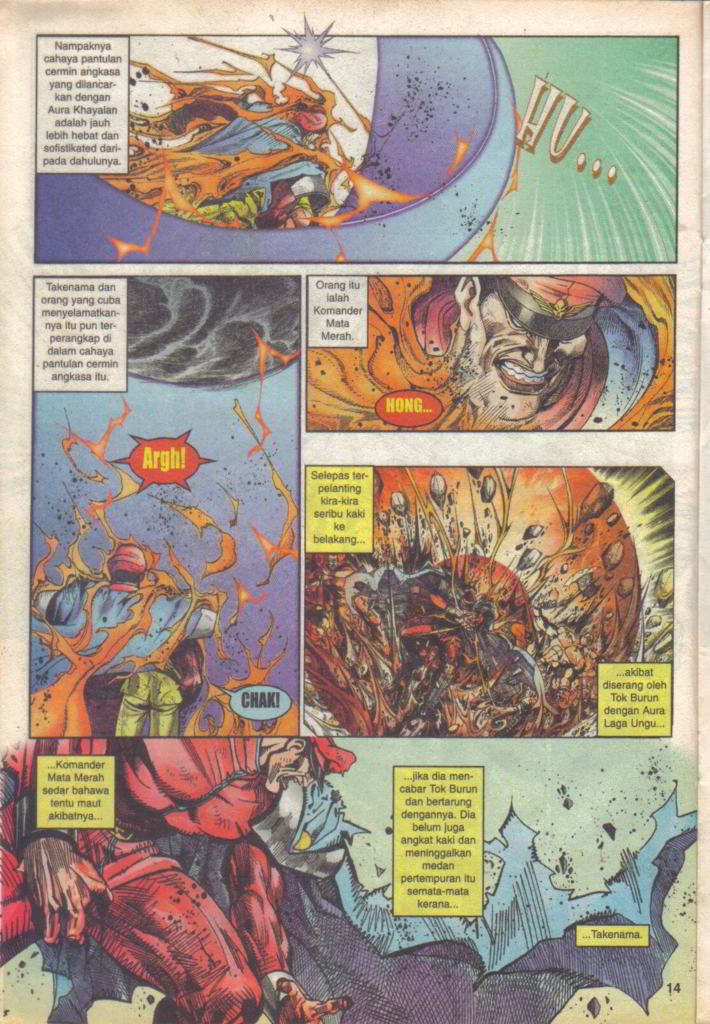 Nampaknya
cahaya pantulan
cermin angkasa
yang dilancar-
kan dengan
Aura Khayalan
adalah jauh
lebih hebat dan
sofistikated dari-
pada dahulunya.
HU...
Takenama dan
orang yang cuba
menyelamatkan-
nya itu pun ter-
perangkap di
dalam cahaya
pantulan cermin
angkasa itu.
Argh!
CHAK!
Orang itu
ialah
Komander
Mata
Merah.
HONG...
Selepas ter-
pelanting
kira-kira
seribu kaki
ke
belakang...
...akibat
diserang oleh
Tok Burun
dengan Aura
Laga Ungu...
...Komander
Mata Merah
sedar bahawa
tentu maut
akibatnya...
...jika dia men-
cabar Tok Burun
dan bertarung
dengannya. Dia
belum juga
angkat kaki dan
meninggalkan
medan
pertempuran itu
semata-mata
kerana...
...Takenama.
14